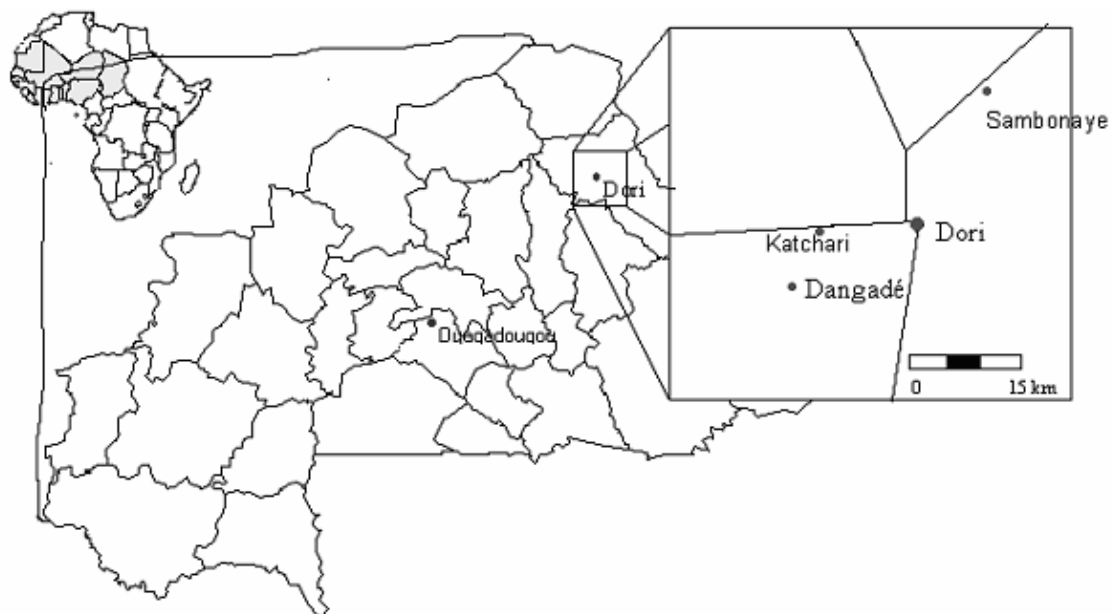 Sambonaye
Dori
Dori
Katchari
Dangadé
Ouagadougou
0 15 km